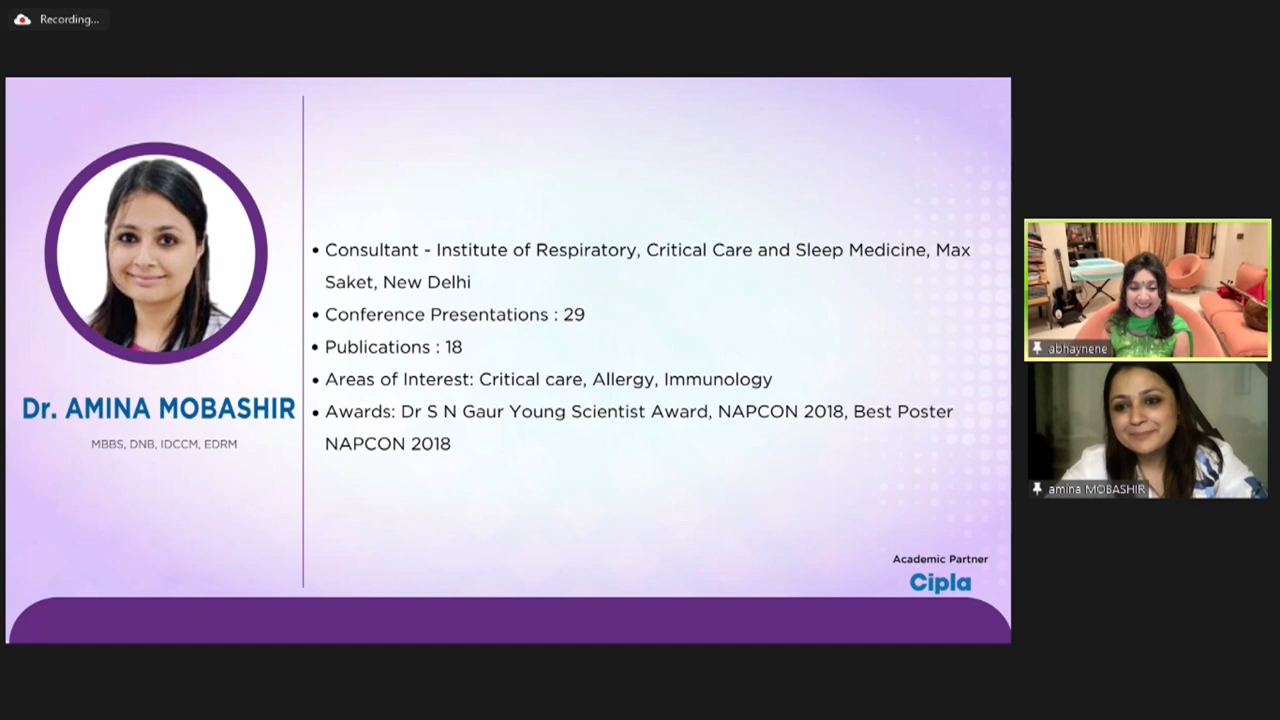 Recording...
Dr. AMINA MOBASHIR
MBBS, DNB, IDCCM, EDRM
• Consultant - Institute of Respiratory, Critical Care and Sleep Medicine, Max
Saket, New Delhi
• Conference Presentations : 29
• Publications : 18
• Areas of Interest: Critical care, Allergy, Immunology
• Awards: Dr S N Gaur Young Scientist Award, NAPCON 2018, Best Poster
NAPCON 2018
Academic Partner
Cipla
abhaynene
amina MOBASHIR